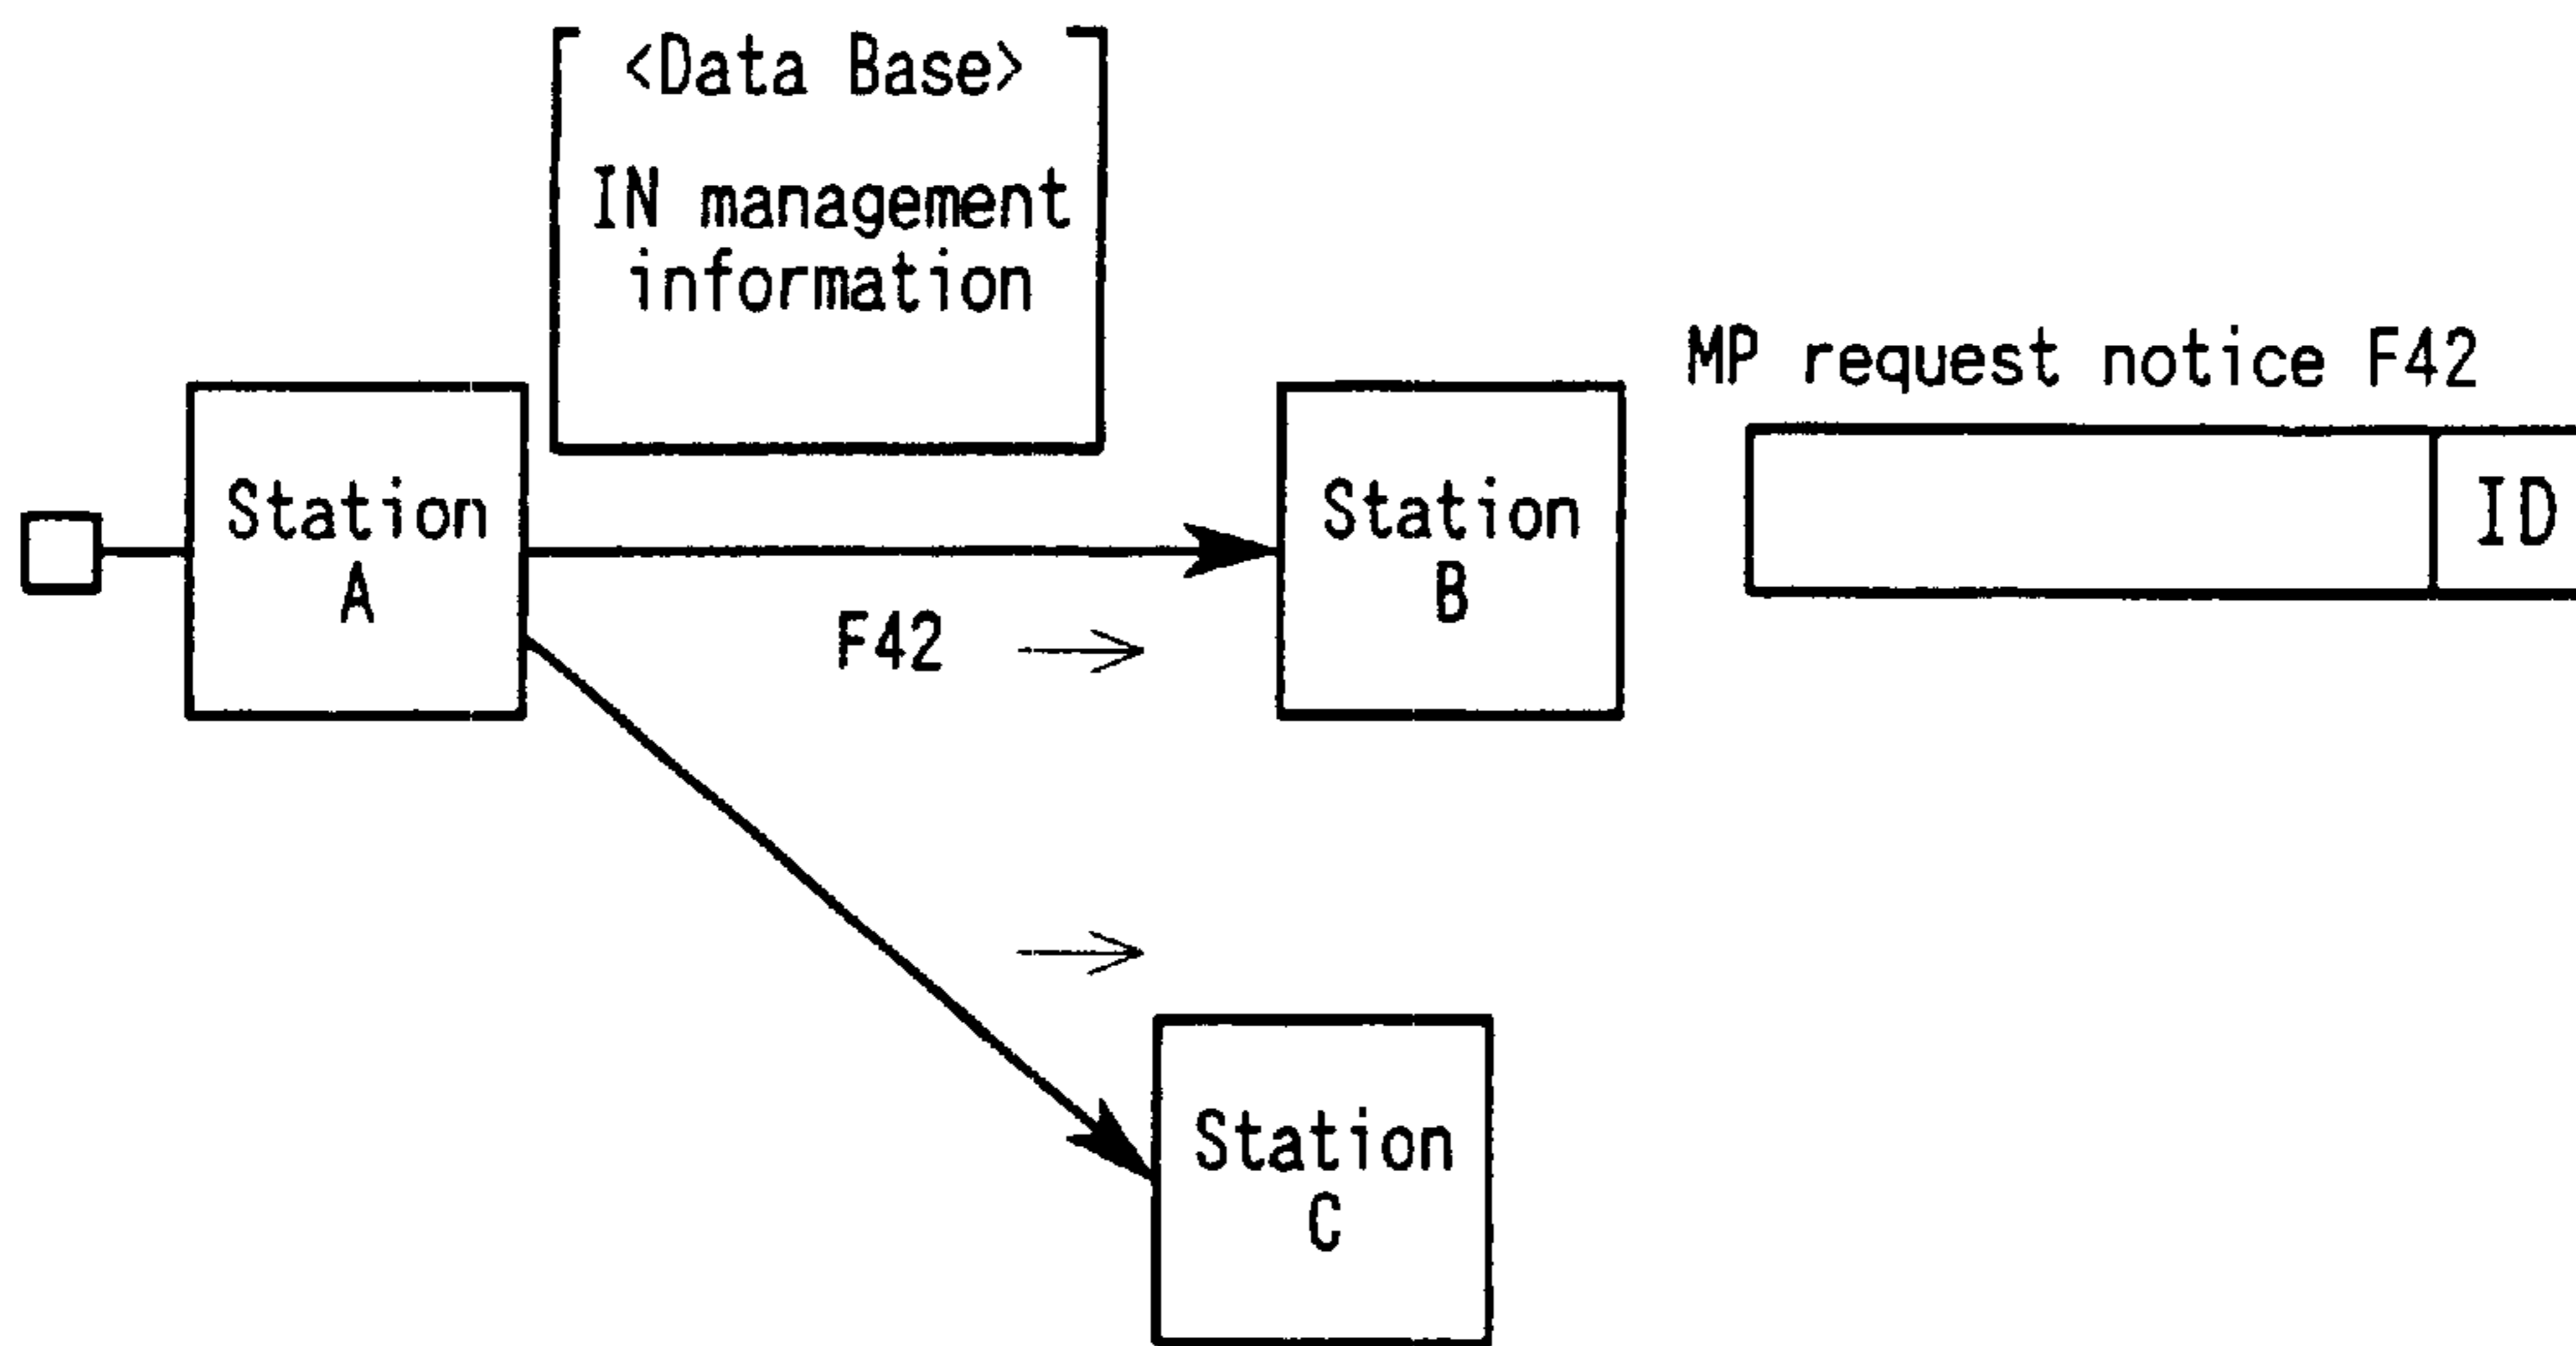 <Data Base>
IN management
information
MP request notice F42
Station
A
Station
B
ID
F42
Station
C